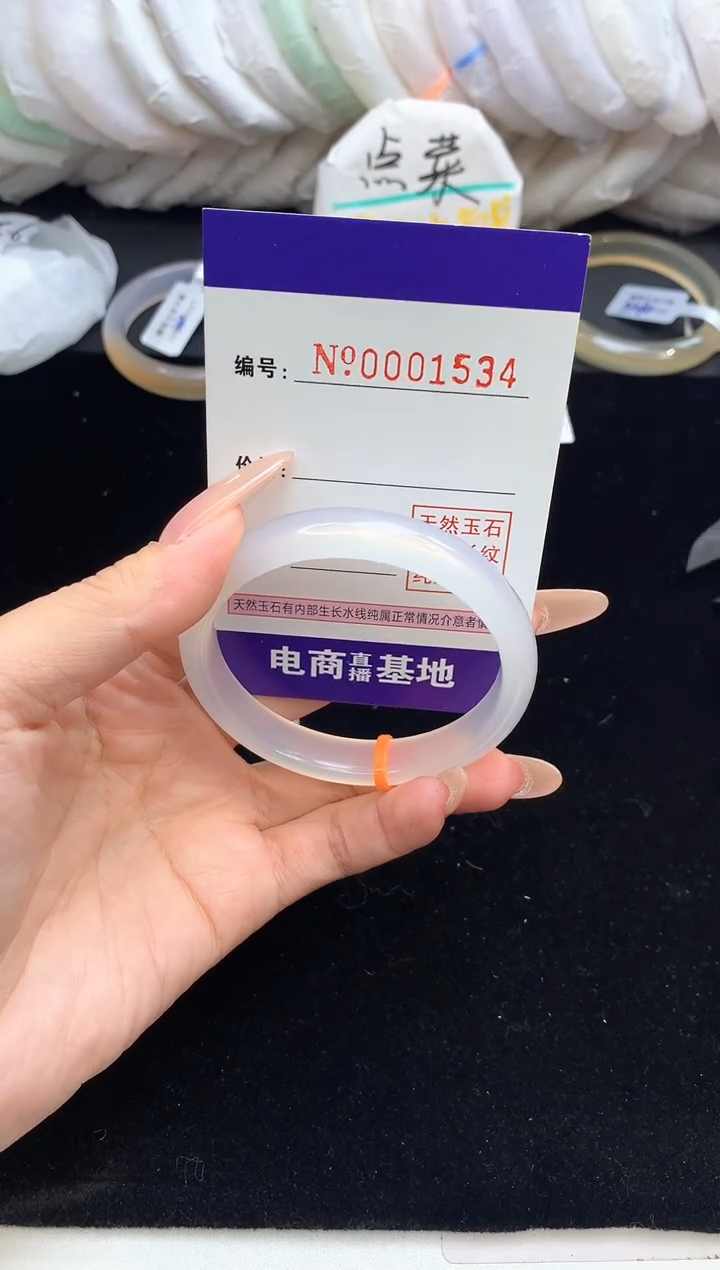 点菜
编号: №0001534
天然玉石
纹
天然玉石有内部生长水线纯属正常情况介意者慎
电商直播基地